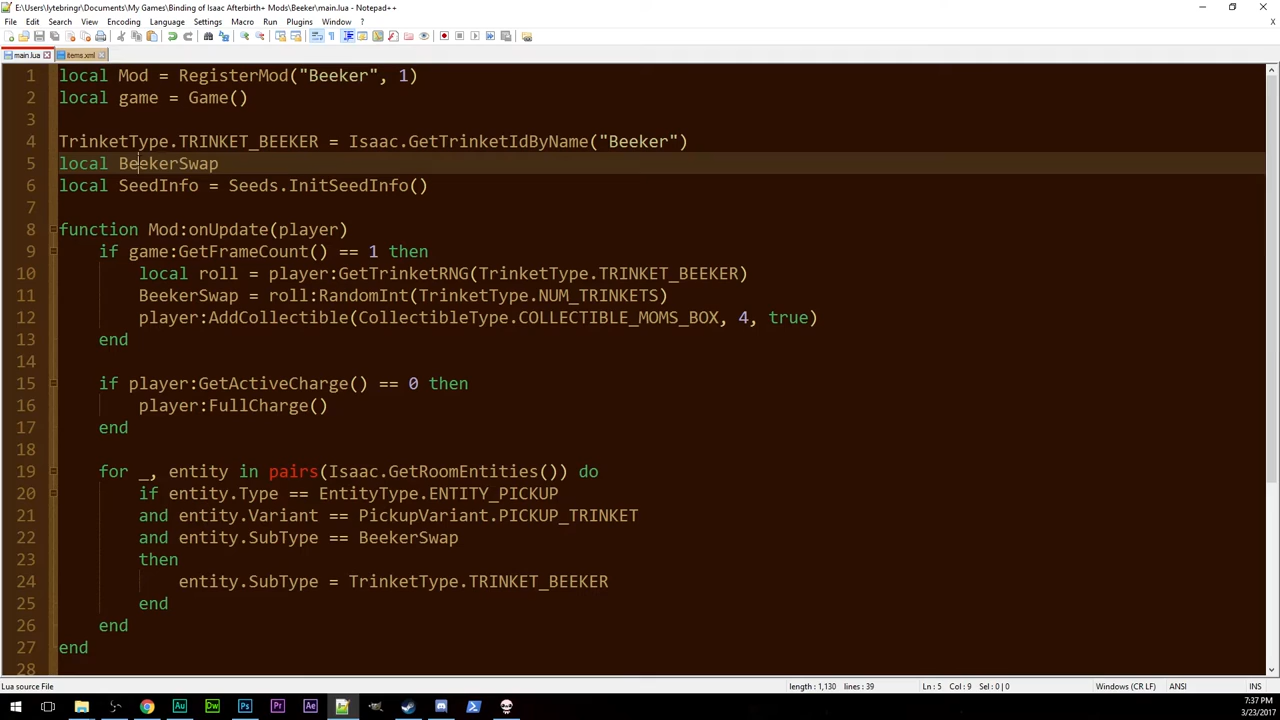 E:\Users\lytebringr\Documents\My Games\Binding of Isaac Afterbirth+ Mods\Beeker\main.lua - Notepad++
File Edit Search View Encoding Language Settings Macro Run Plugins Window ?
main.lua items.xml
1 local Mod = RegisterMod("Beeker", 1)
2 local game = Game()
3
4 TrinketType.TRINKET_BEEKER = Isaac.GetTrinketIdByName("Beeker")
5 local BeekerSwap
6 local SeedInfo = Seeds.InitSeedInfo()
7
8 function Mod:onUpdate(player)
9 if game:GetFrameCount() == 1 then
10 local roll = player:GetTrinketRNG(TrinketType.TRINKET_BEEKER)
11 BeekerSwap = roll:RandomInt(TrinketType.NUM_TRINKETS)
12 player:AddCollectible(CollectibleType.COLLECTIBLE_MOMS_BOX, 4, true)
13 end
14
15 if player:GetActiveCharge() == 0 then
16 player:FullCharge()
17 end
18
19 for _, entity in pairs(Isaac.GetRoomEntities()) do
20 if entity.Type == EntityType.ENTITY_PICKUP
21 and entity.Variant == PickupVariant.PICKUP_TRINKET
22 and entity.SubType == BeekerSwap
23 then
24 entity.SubType = TrinketType.TRINKET_BEEKER
25 end
26 end
27 end
28
Lua source File length : 1,130 lines : 39 Ln : 5 Col : 9 Sel : 0 | 0 Windows (CR LF) ANSI INS
Au Dw Ps Pr Ae
7:37 PM
3/23/2017